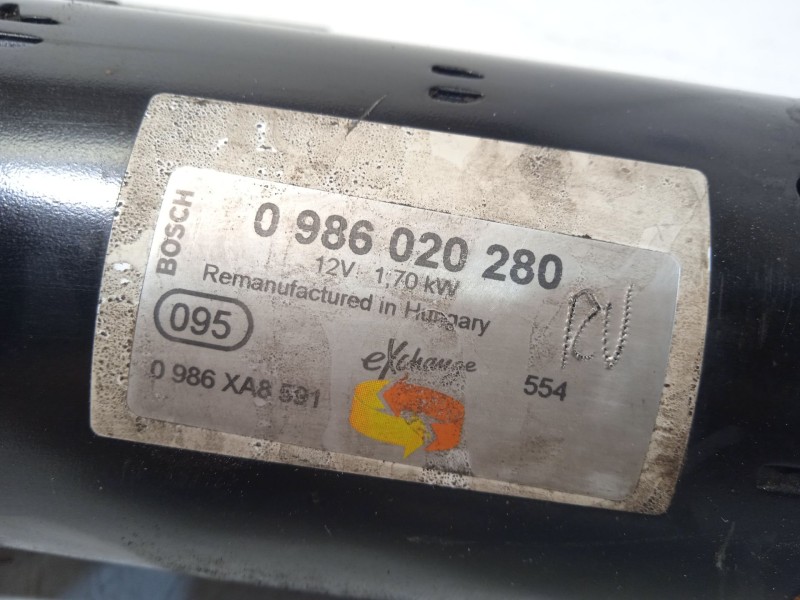 BOSCH
0 986 020 280
12V 1,70 kW
Remanufactured in Hungary
095
eXchange
0 986 XA8 591
554